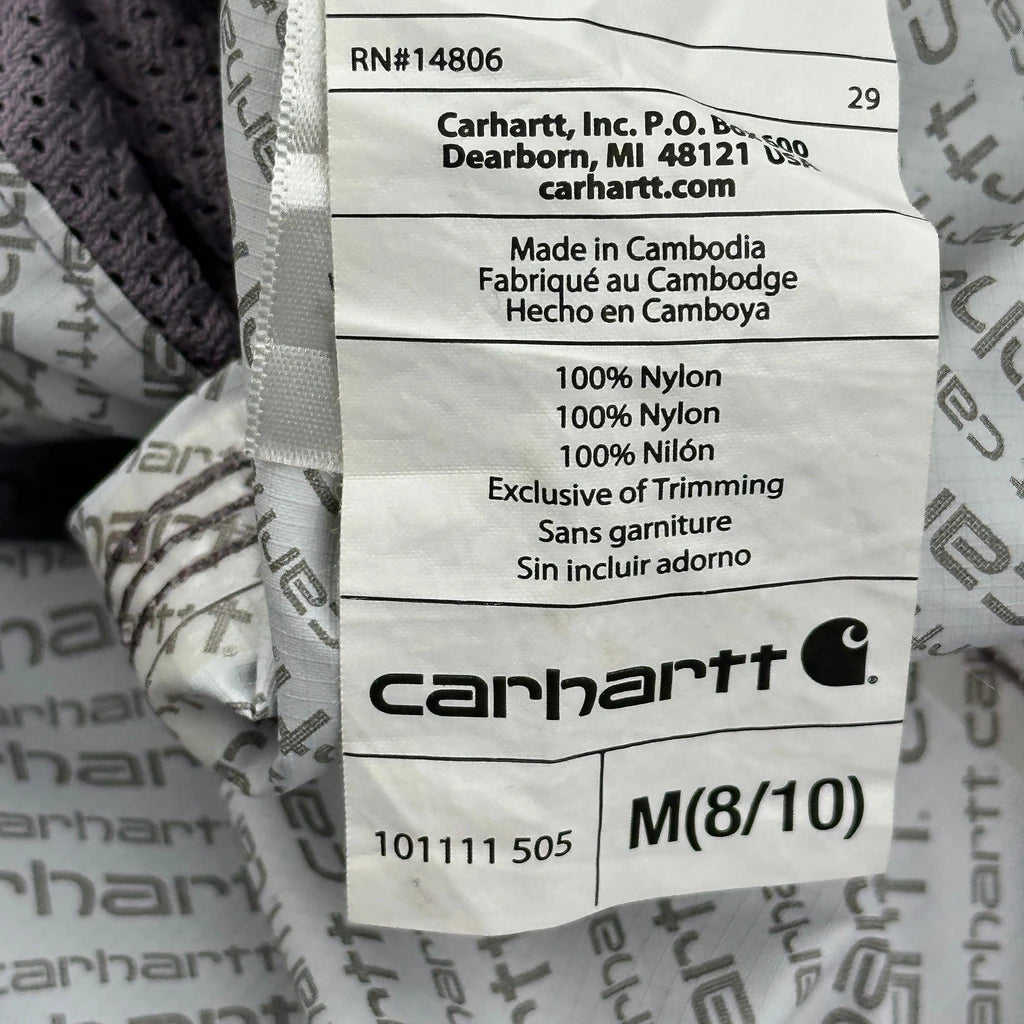 RN#14806
29
Carhartt, Inc. P.O. Box 600
Dearborn, MI 48121 USA
carhartt.com
Made in Cambodia
Fabriqué au Cambodge
Hecho en Camboya
100% Nylon
100% Nylon
100% Nilón
Exclusive of Trimming
Sans garniture
Sin incluir adorno
carhartt
101111 505
M(8/10)